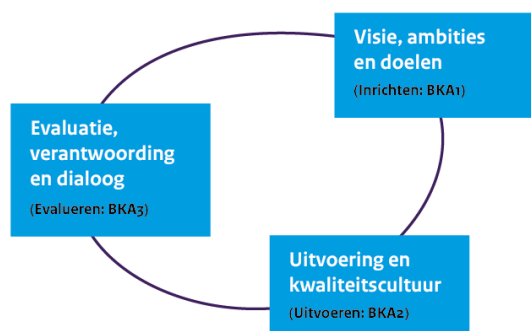 Visie, ambities
en doelen
(Inrichten: BKA1)
Evaluatie,
verantwoording
en dialoog
(Evalueren: BKA3)
Uitvoering en
kwaliteitscultuur
(Uitvoeren: BKA2)